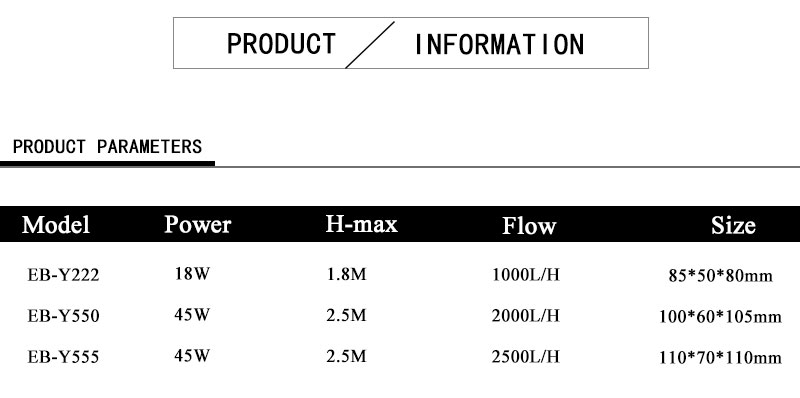 PRODUCT / INFORMATION
PRODUCT PARAMETERS
Model Power H-max Flow Size
EB-Y222 18W 1.8M 1000L/H 85*50*80mm
EB-Y550 45W 2.5M 2000L/H 100*60*105mm
EB-Y555 45W 2.5M 2500L/H 110*70*110mm